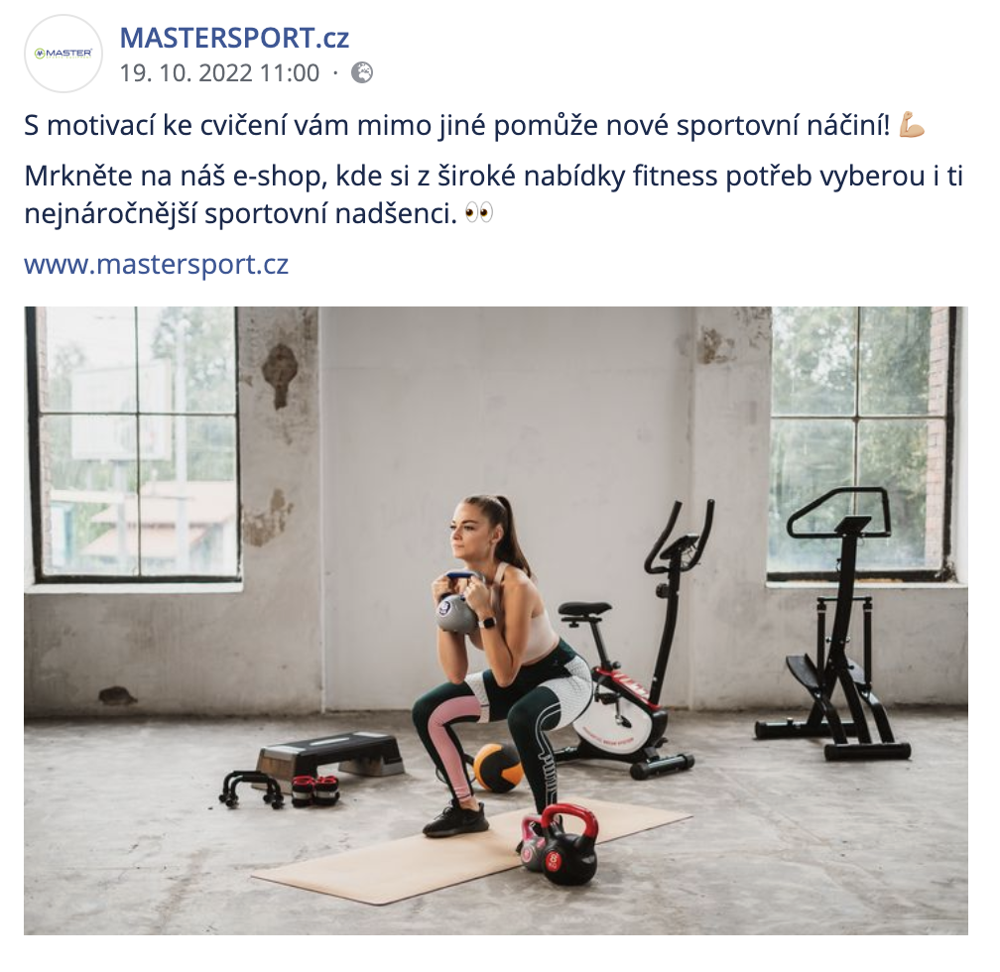 MASTER
MASTERSPORT.cz
19. 10. 2022 11:00 ·
S motivací ke cvičení vám mimo jiné pomůže nové sportovní náčiní! 💪🏼
Mrkněte na náš e-shop, kde si z široké nabídky fitness potřeb vyberou i ti
nejnáročnější sportovní nadšenci. 👀
www.mastersport.cz